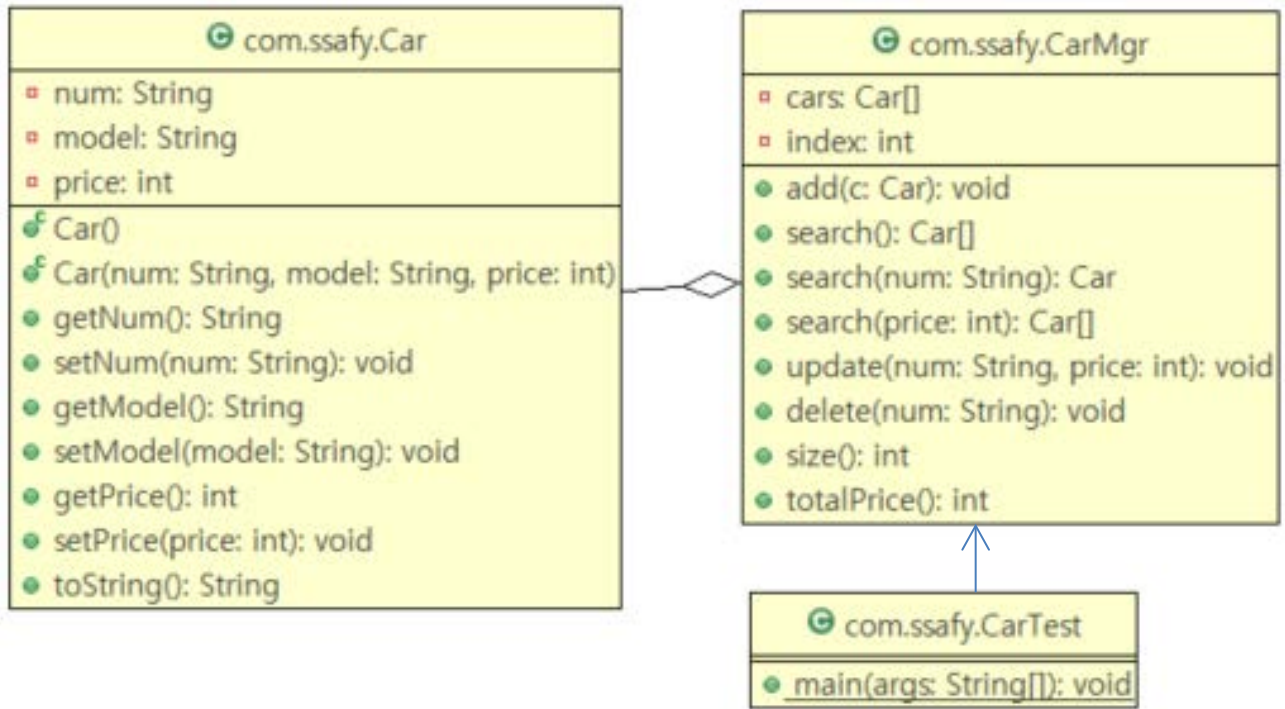 com.ssafy.Car
num: String
model: String
price: int
Car()
Car(num: String, model: String, price: int)
getNum(): String
setNum(num: String): void
getModel(): String
setModel(model: String): void
getPrice(): int
setPrice(price: int): void
toString(): String
com.ssafy.CarMgr
cars: Car[]
index: int
add(c: Car): void
search(): Car[]
search(num: String): Car
search(price: int): Car[]
update(num: String, price: int): void
delete(num: String): void
size(): int
totalPrice(): int
com.ssafy.CarTest
main(args: String[]): void